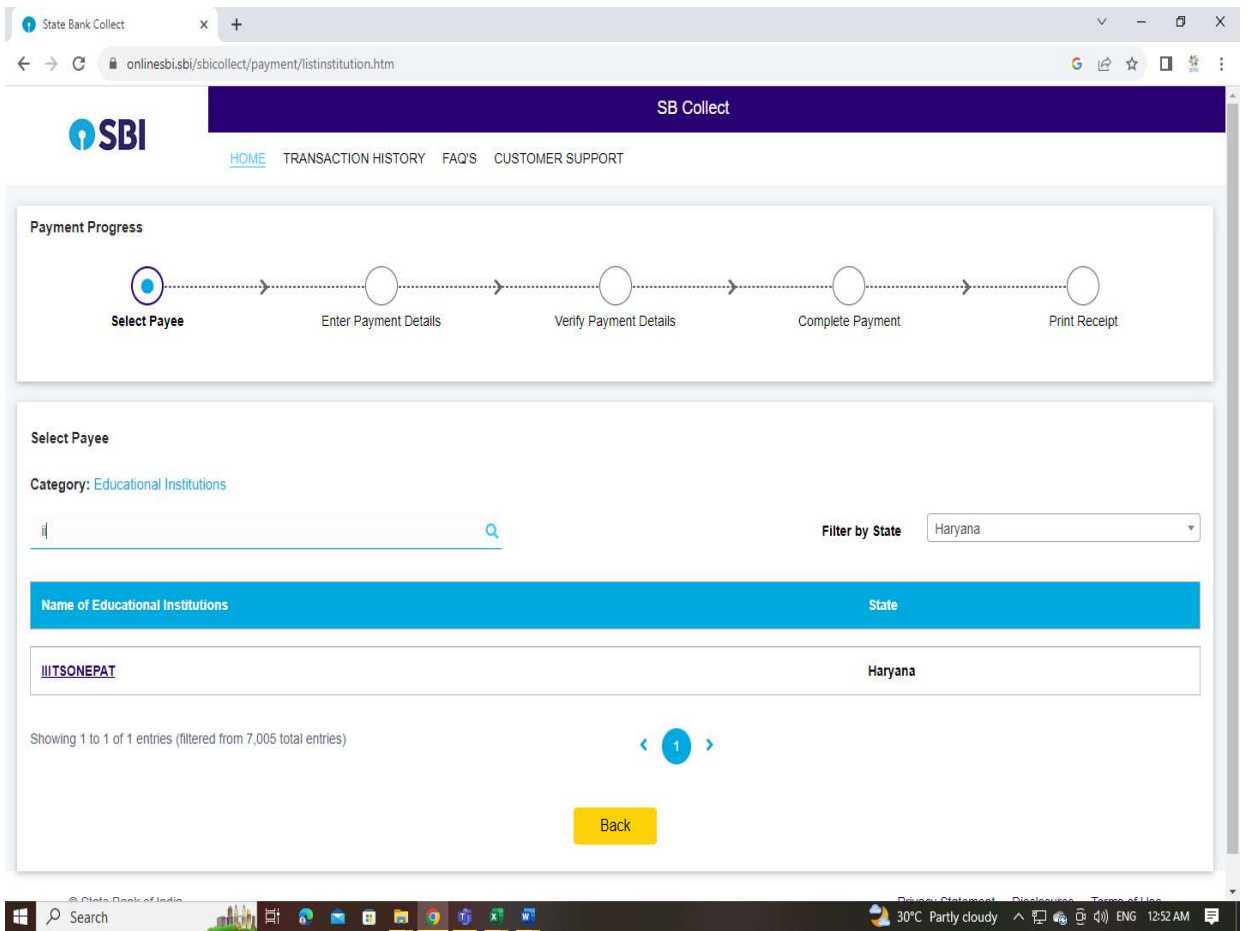 State Bank Collect
onlinesbi.sbi/sbicollect/payment/listinstitution.htm
SBI
SB Collect
HOME TRANSACTION HISTORY FAQ'S CUSTOMER SUPPORT
Payment Progress
Select Payee Enter Payment Details Verify Payment Details Complete Payment Print Receipt
Select Payee
Category: Educational Institutions
ii
Filter by State Haryana
Name of Educational Institutions State
IIITSONEPAT Haryana
Showing 1 to 1 of 1 entries (filtered from 7,005 total entries)
1
Back
© State Bank of India Privacy Statement Disclosures Terms of Use
Search 30°C Partly cloudy ENG 12:52 AM